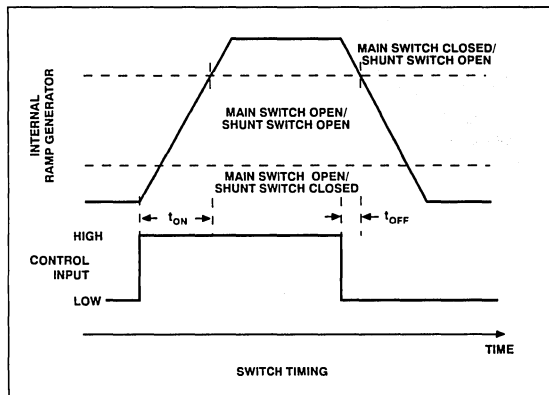 MAIN SWITCH CLOSED/
SHUNT SWITCH OPEN
INTERNAL
RAMP GENERATOR
MAIN SWITCH OPEN/
SHUNT SWITCH OPEN
MAIN SWITCH OPEN/
SHUNT SWITCH CLOSED
tON
tOFF
HIGH
CONTROL
INPUT
LOW
TIME
SWITCH TIMING